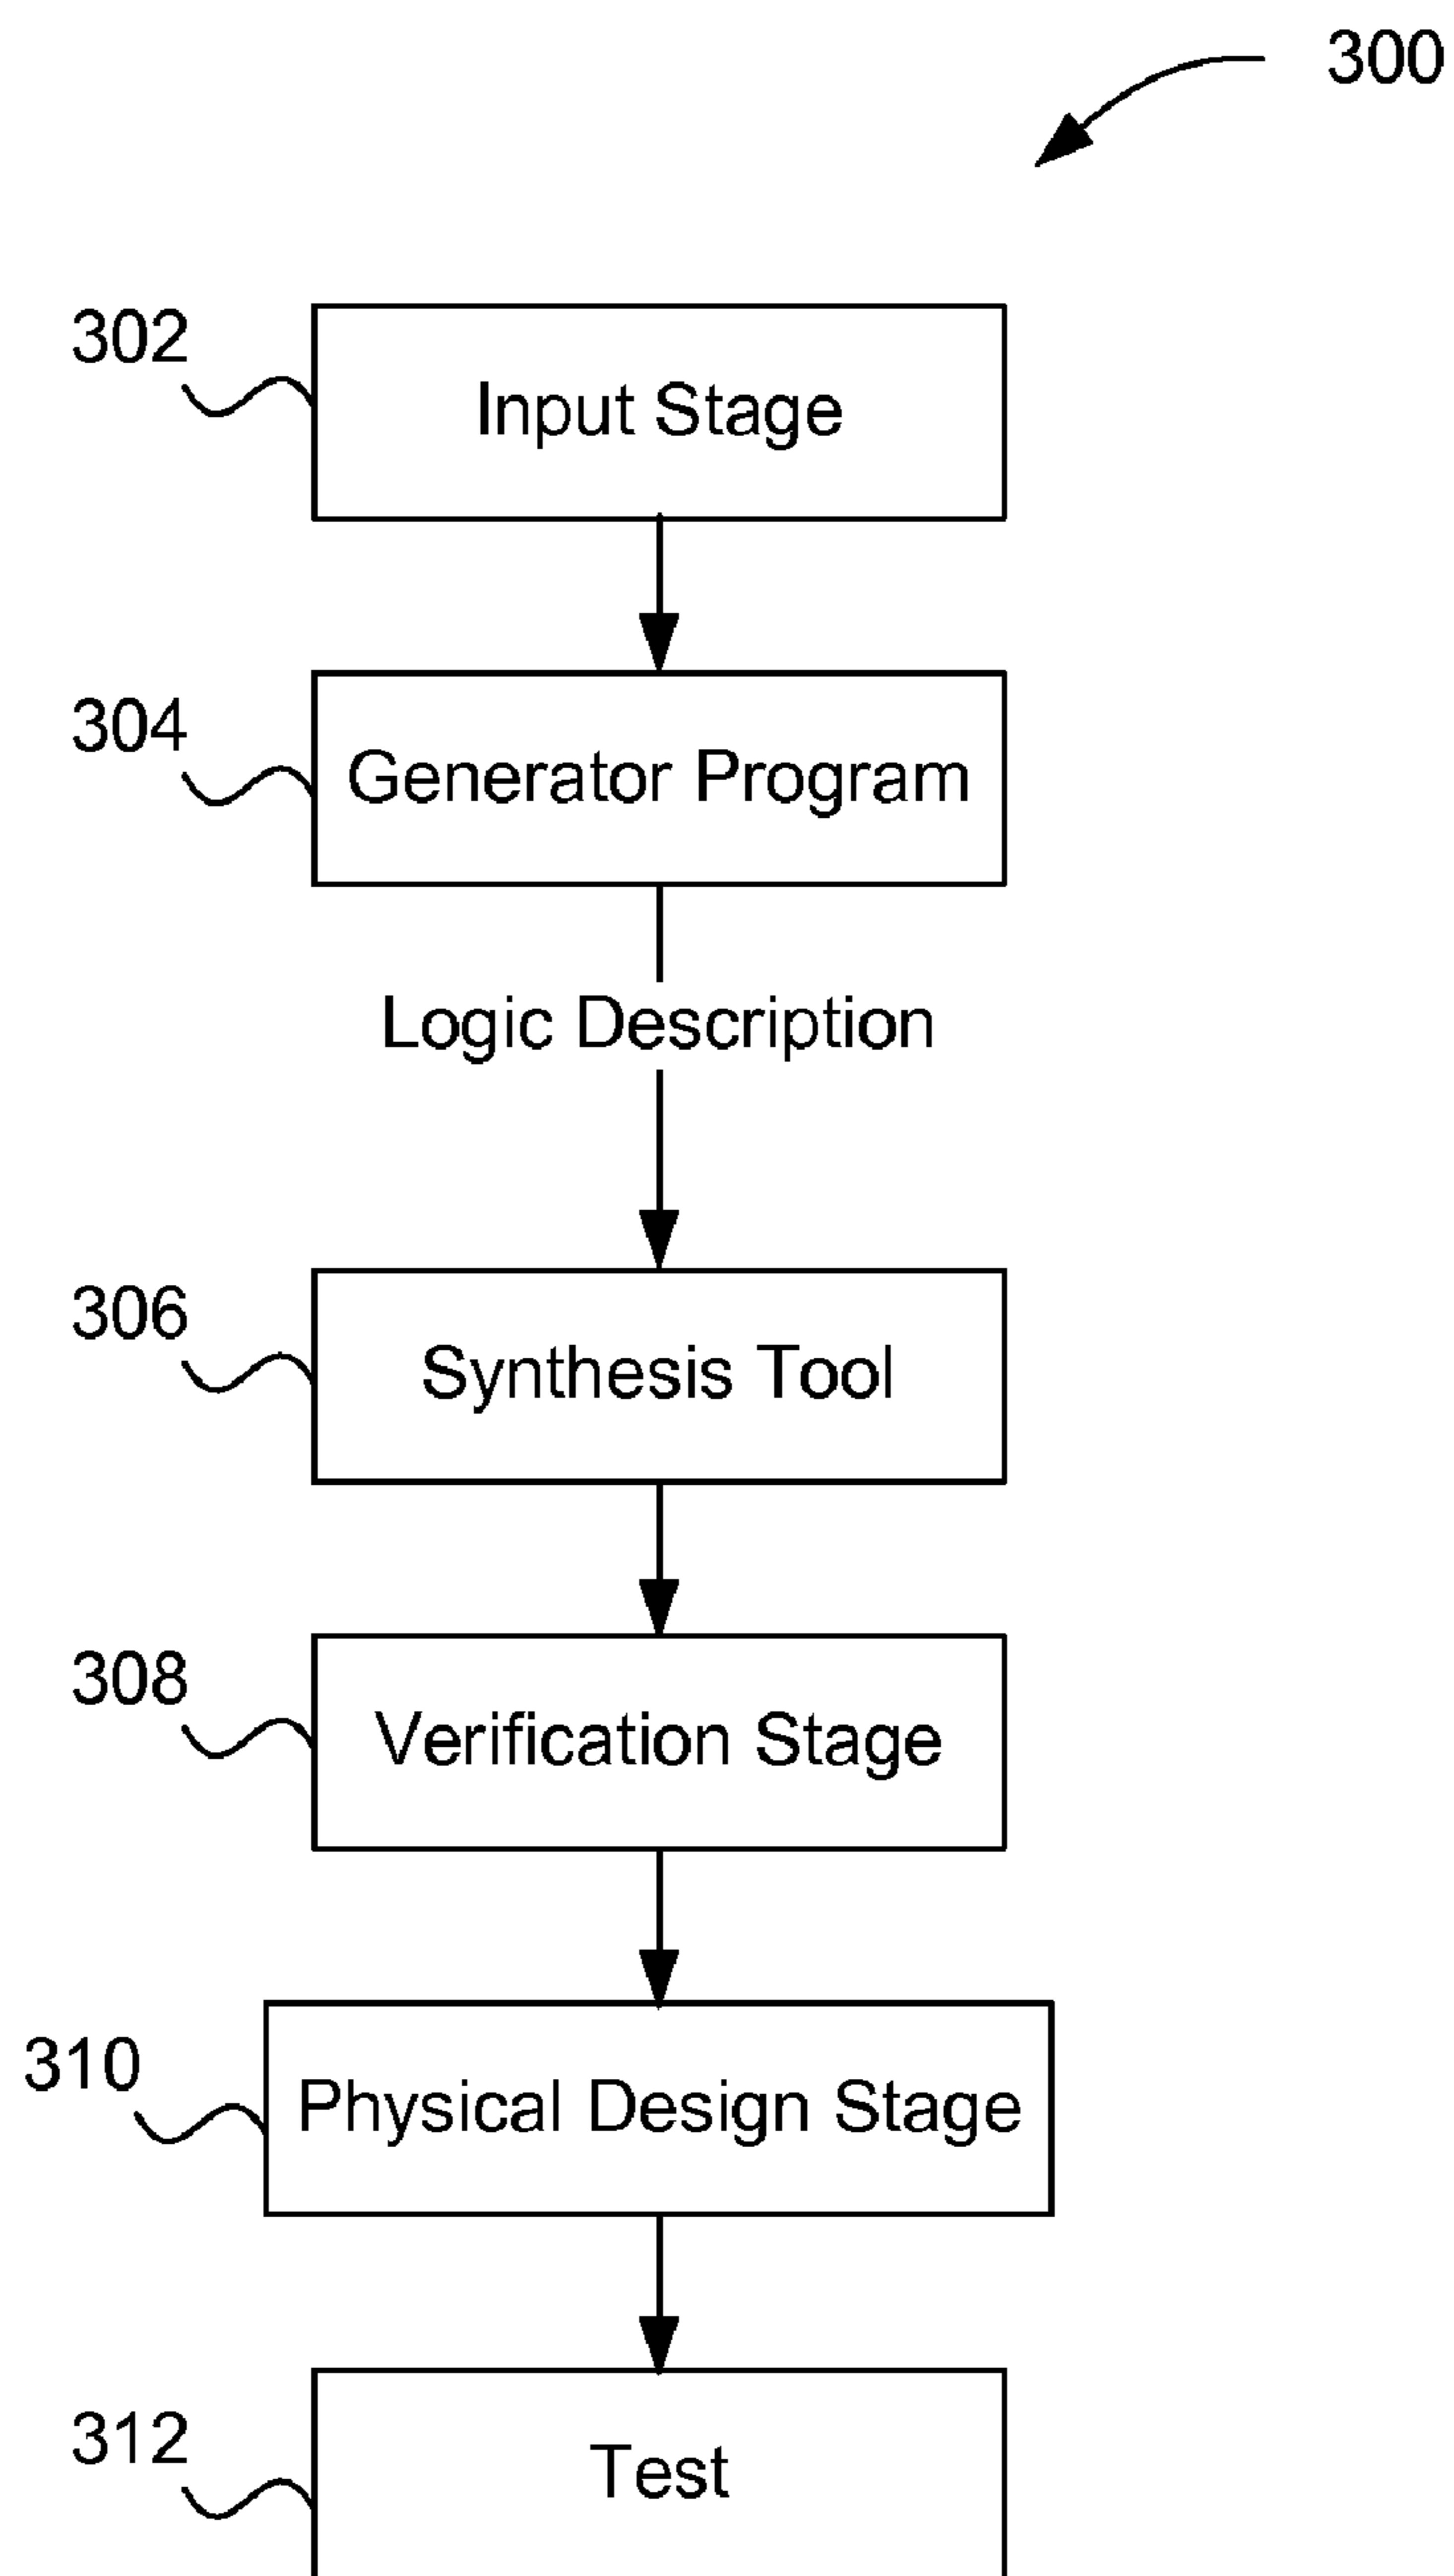 300
302
Input Stage
304
Generator Program
Logic Description
306
Synthesis Tool
308
Verification Stage
310
Physical Design Stage
312
Test